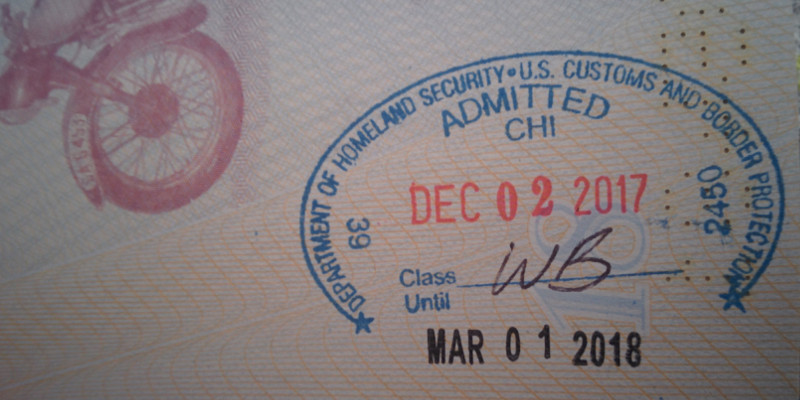 DEPARTMENT OF HOMELAND SECURITY • U.S. CUSTOMS AND BORDER PROTECTION
ADMITTED
CHI
39
DEC 02 2017
2450
18
Class WB
Until
MAR 01 2018